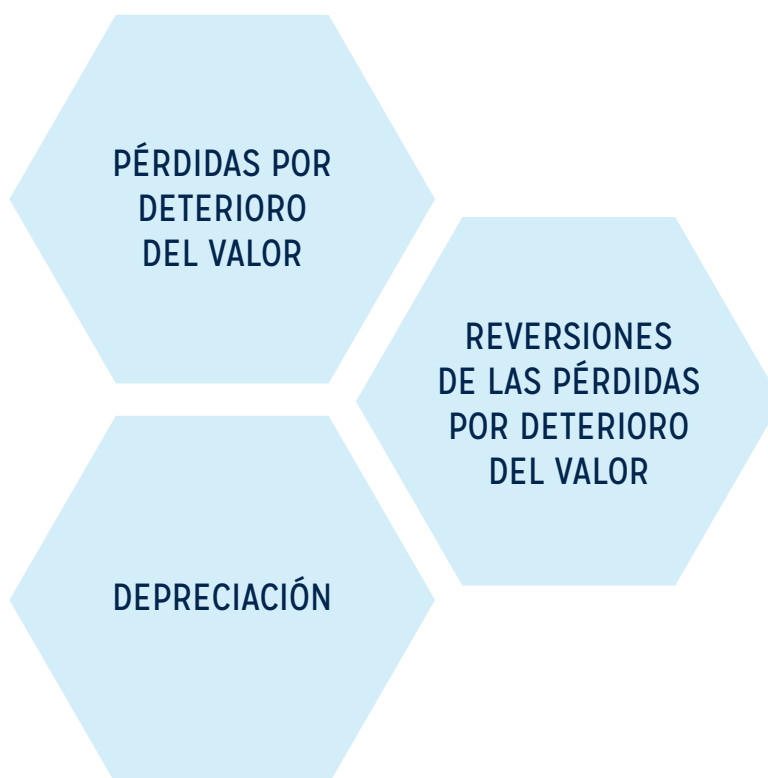 PÉRDIDAS POR
DETERIORO
DEL VALOR
REVERSIONES
DE LAS PÉRDIDAS
POR DETERIORO
DEL VALOR
DEPRECIACIÓN